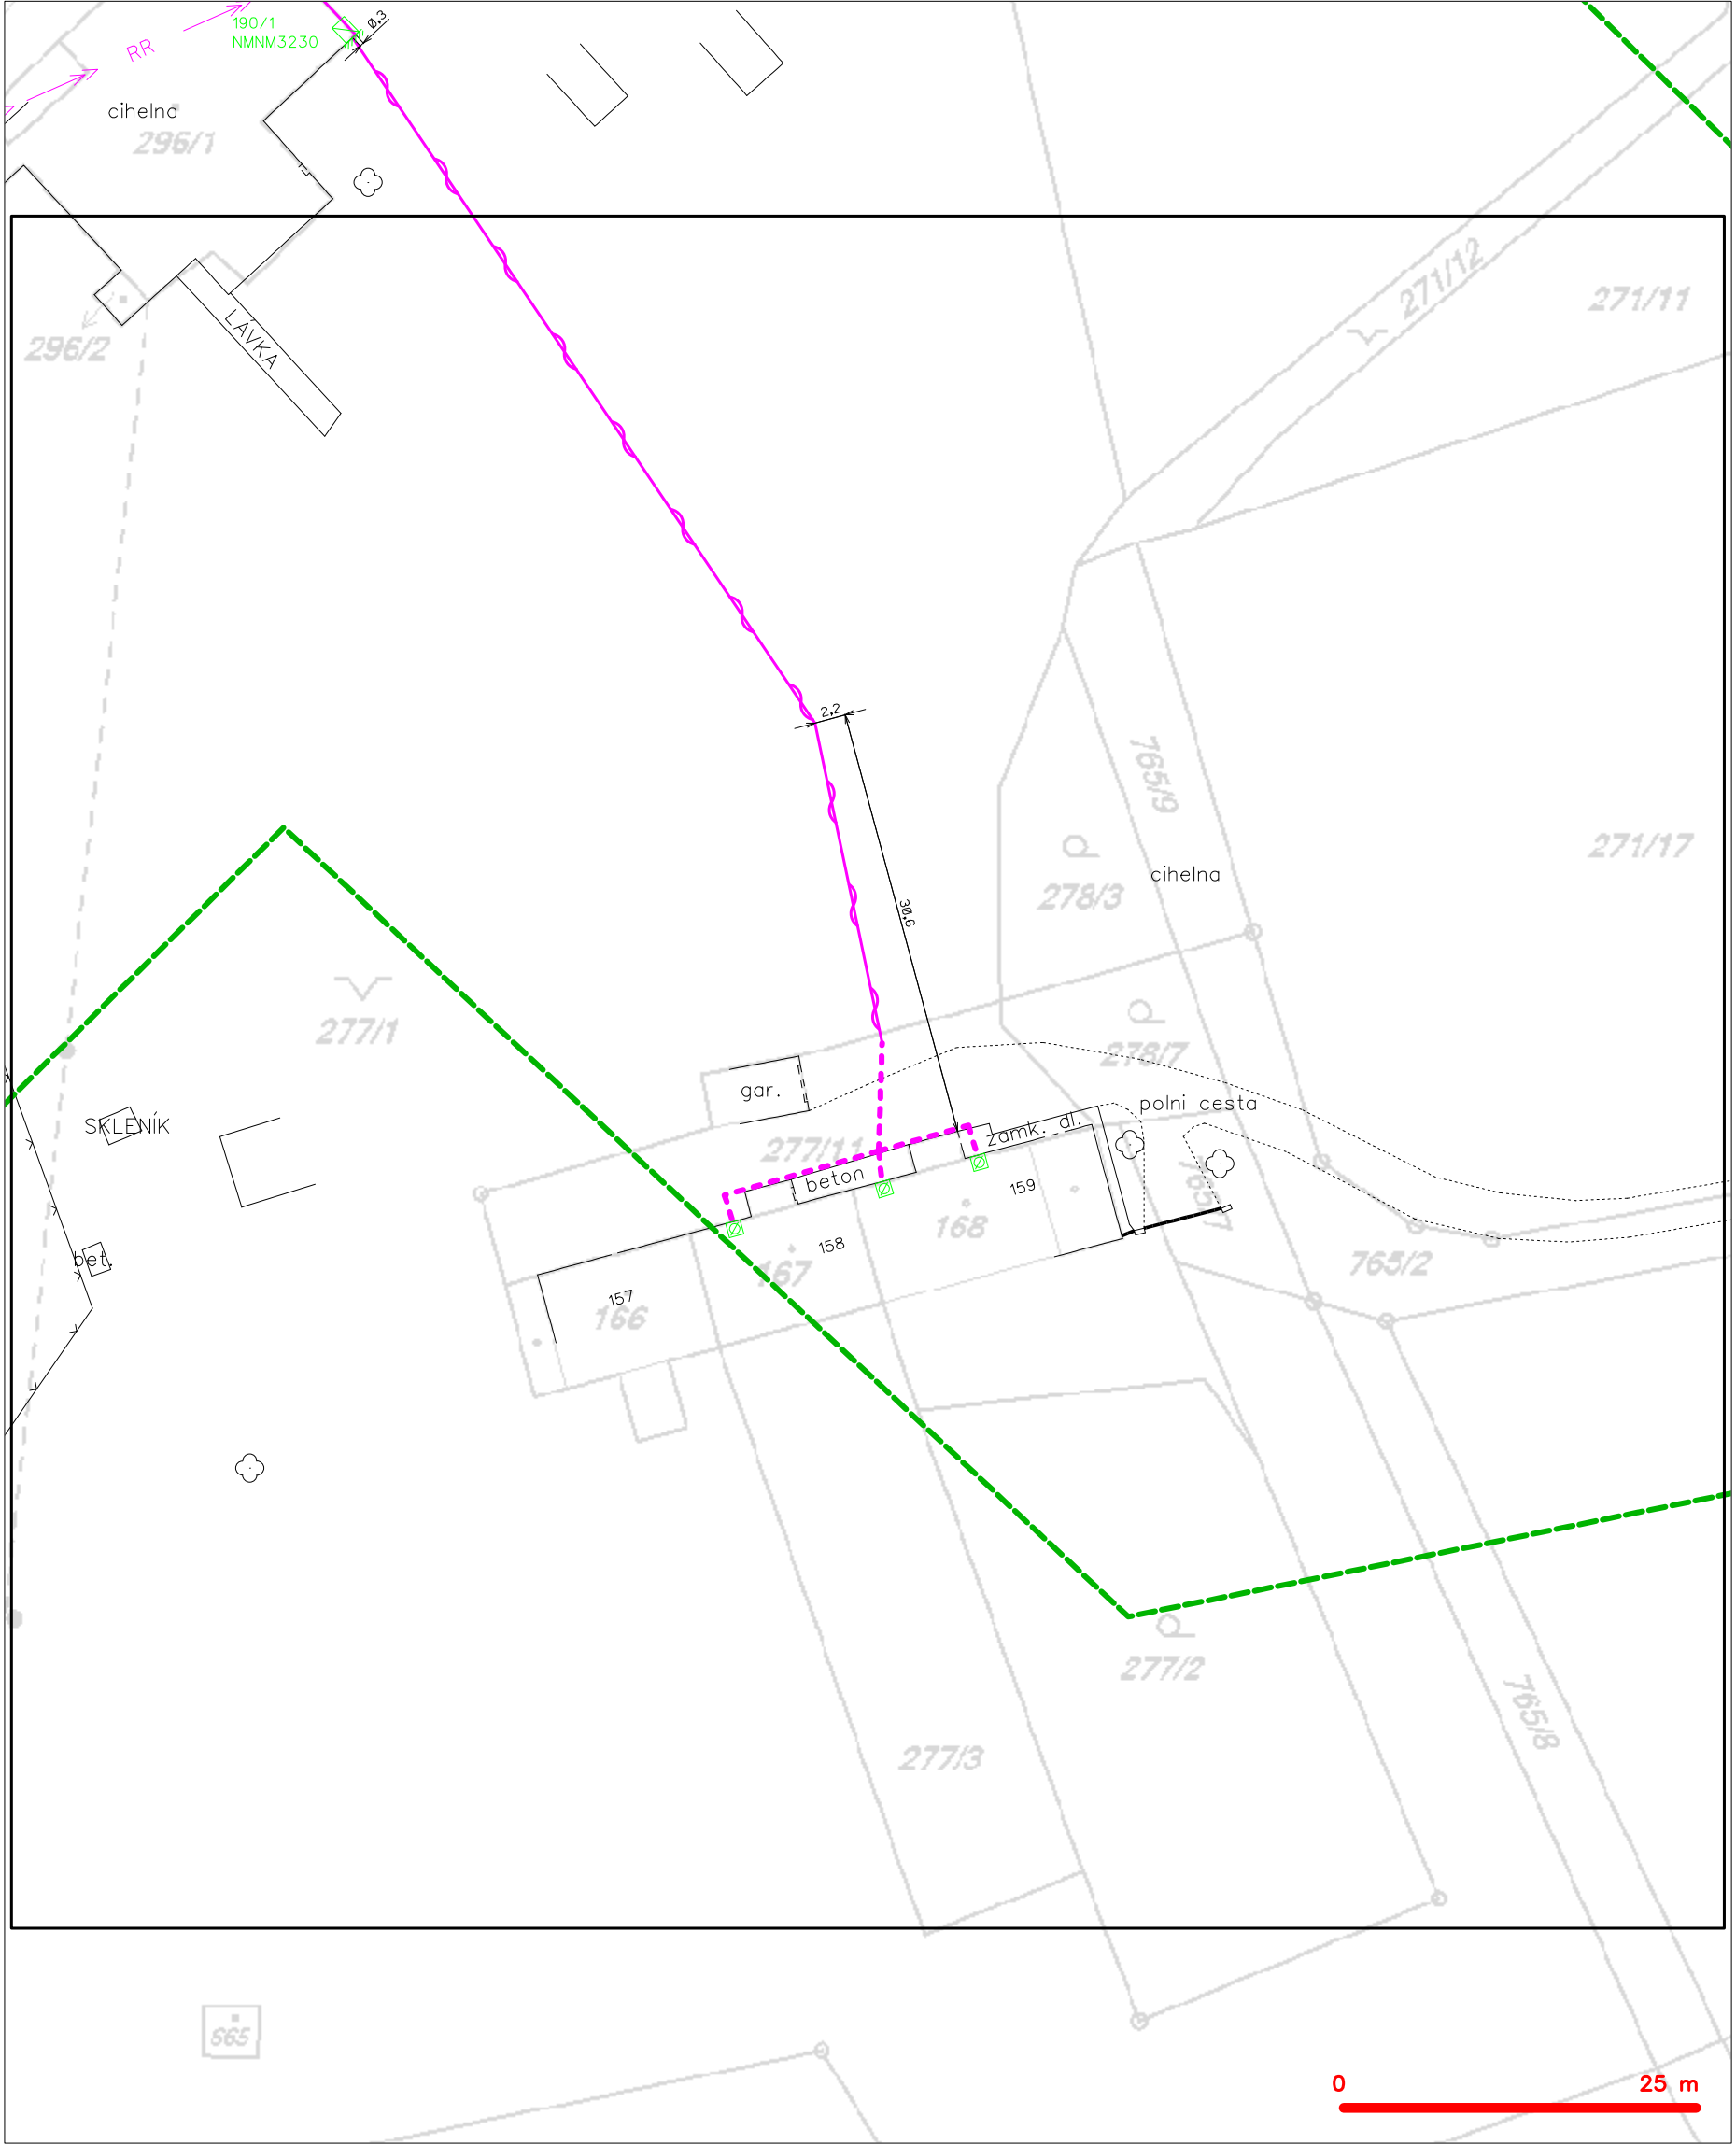 190/1
NMNM3230
0,3
RR
cihelna
296/1
271/12
271/11
LÁVKA
296/2
2,2
765/9
271/17
278/3
cihelna
30,6
277/1
278/7
gar.
polni cesta
SKLENÍK
zamk. dl.
277/11
beton
159
765/7
168
158
bet.
765/2
167
157
166
277/2
765/8
277/3
565
0
25 m